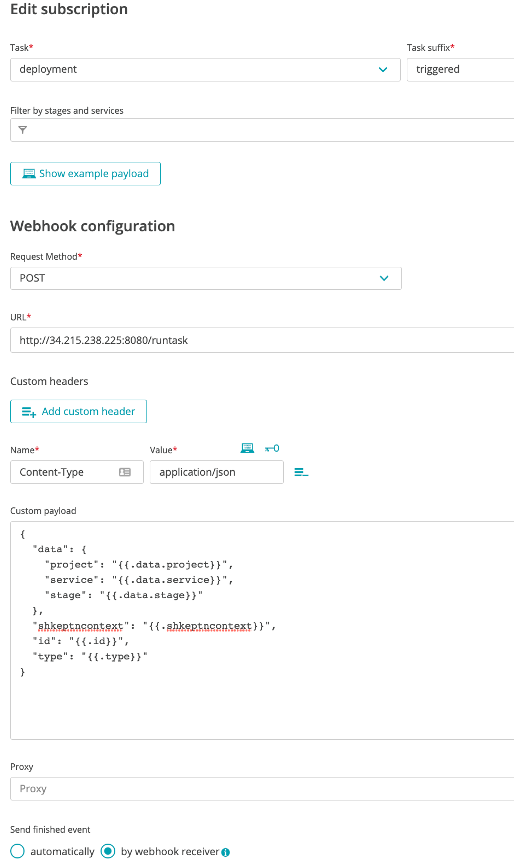 Edit subscription
Task* Task suffix*
deployment triggered
Filter by stages and services
Show example payload
Webhook configuration
Request Method*
POST
URL*
http://34.215.238.225:8080/runtask
Custom headers
Add custom header
Name* Value*
Content-Type application/json
Custom payload
{
  "data": {
    "project": "{{.data.project}}",
    "service": "{{.data.service}}",
    "stage": "{{.data.stage}}"
  },
  "shkeptncontext": "{{.shkeptncontext}}",
  "id": "{{.id}}",
  "type": "{{.type}}"
}
Proxy
Proxy
Send finished event
automatically by webhook receiver